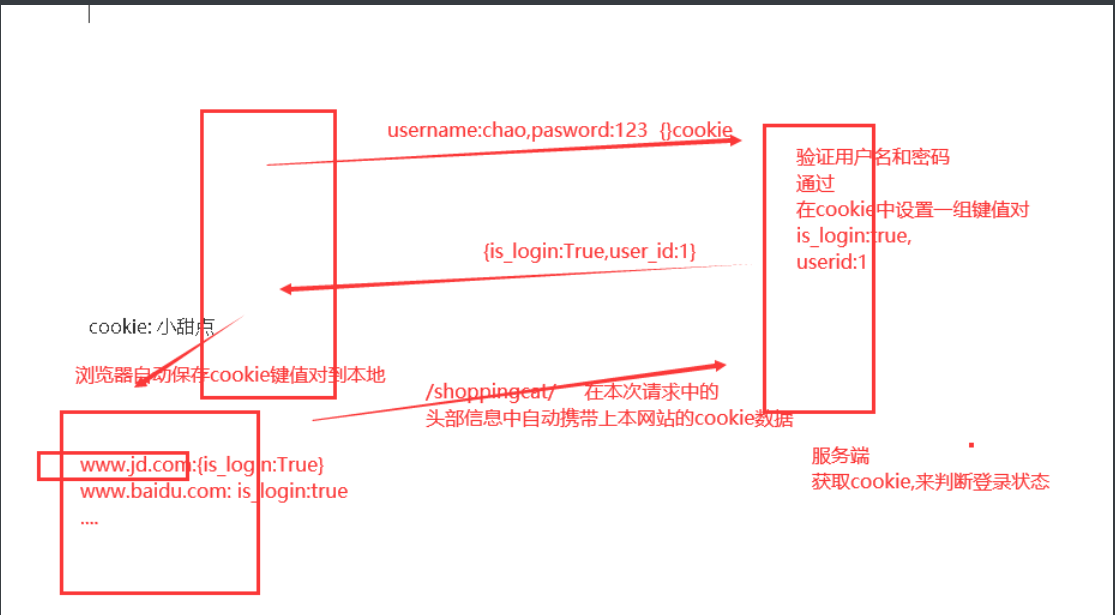 username:chao,pasword:123  {}cookie
验证用户名和密码
通过
在cookie中设置一组键值对
is_login:true,
userid:1
{is_login:True,user_id:1}
cookie: 小甜点
浏览器自动保存cookie键值对到本地
/shoppingcat/ 在本次请求中的
头部信息中自动携带上本网站的cookie数据
www.jd.com:{is_login:True}
www.baidu.com: is_login:true
....
服务端
获取cookie,来判断登录状态